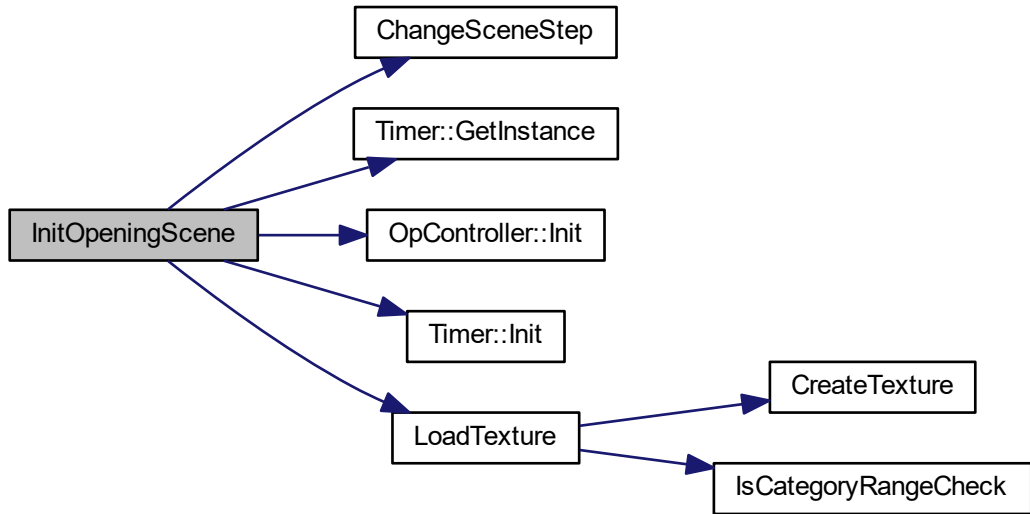 ChangeSceneStep
Timer::GetInstance
InitOpeningScene
OpController::Init
Timer::Init
CreateTexture
LoadTexture
IsCategoryRangeCheck